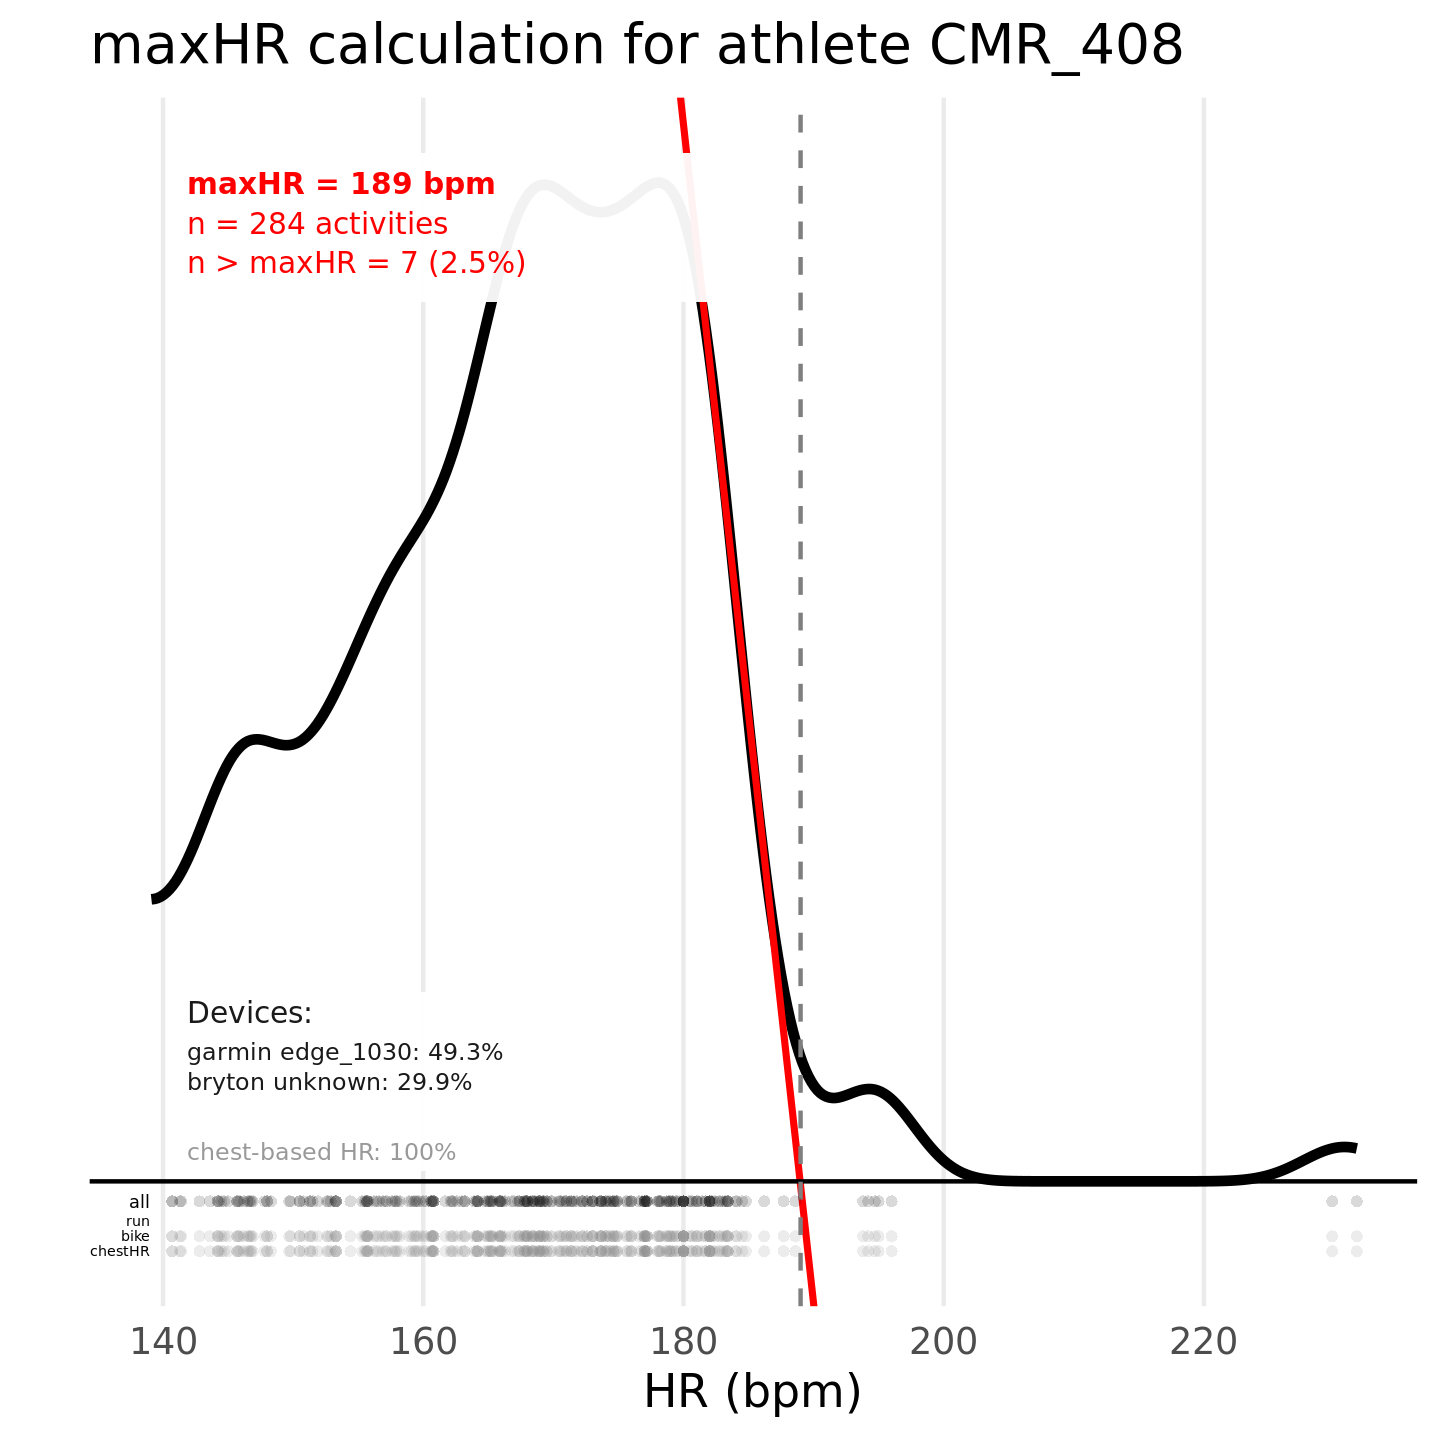 maxHR calculation for athlete CMR_408
maxHR = 189 bpm
n = 284 activities
n > maxHR = 7 (2.5%)
Devices:
garmin edge_1030: 49.3%
bryton unknown: 29.9%
chest-based HR: 100%
all
run
bike
chestHR
140 160 180 200 220
HR (bpm)